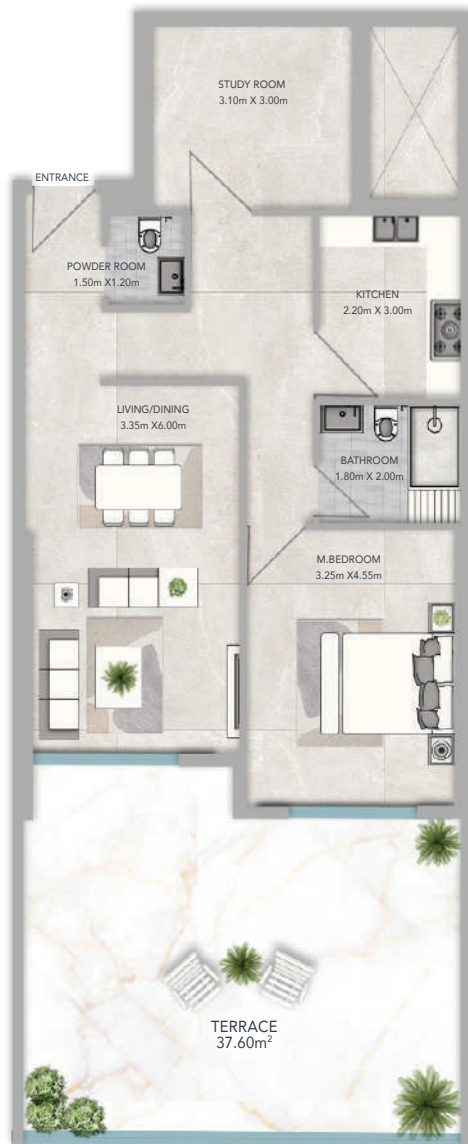 STUDY ROOM
3.10m X 3.00m
ENTRANCE
POWDER ROOM
1.50m X1.20m
KITCHEN
2.20m X 3.00m
LIVING/DINING
3.35m X6.00m
BATHROOM
1.80m X 2.00m
M.BEDROOM
3.25m X4.55m
TERRACE
37.60m²